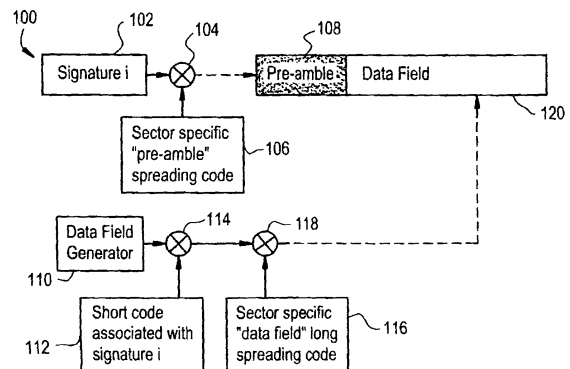 100
102
104
108
Signature i
Pre-amble
Data Field
120
Sector specific
"pre-amble"
spreading code
106
114
118
Data Field
Generator
110
Short code
associated with
signature i
112
Sector specific
"data field" long
spreading code
116